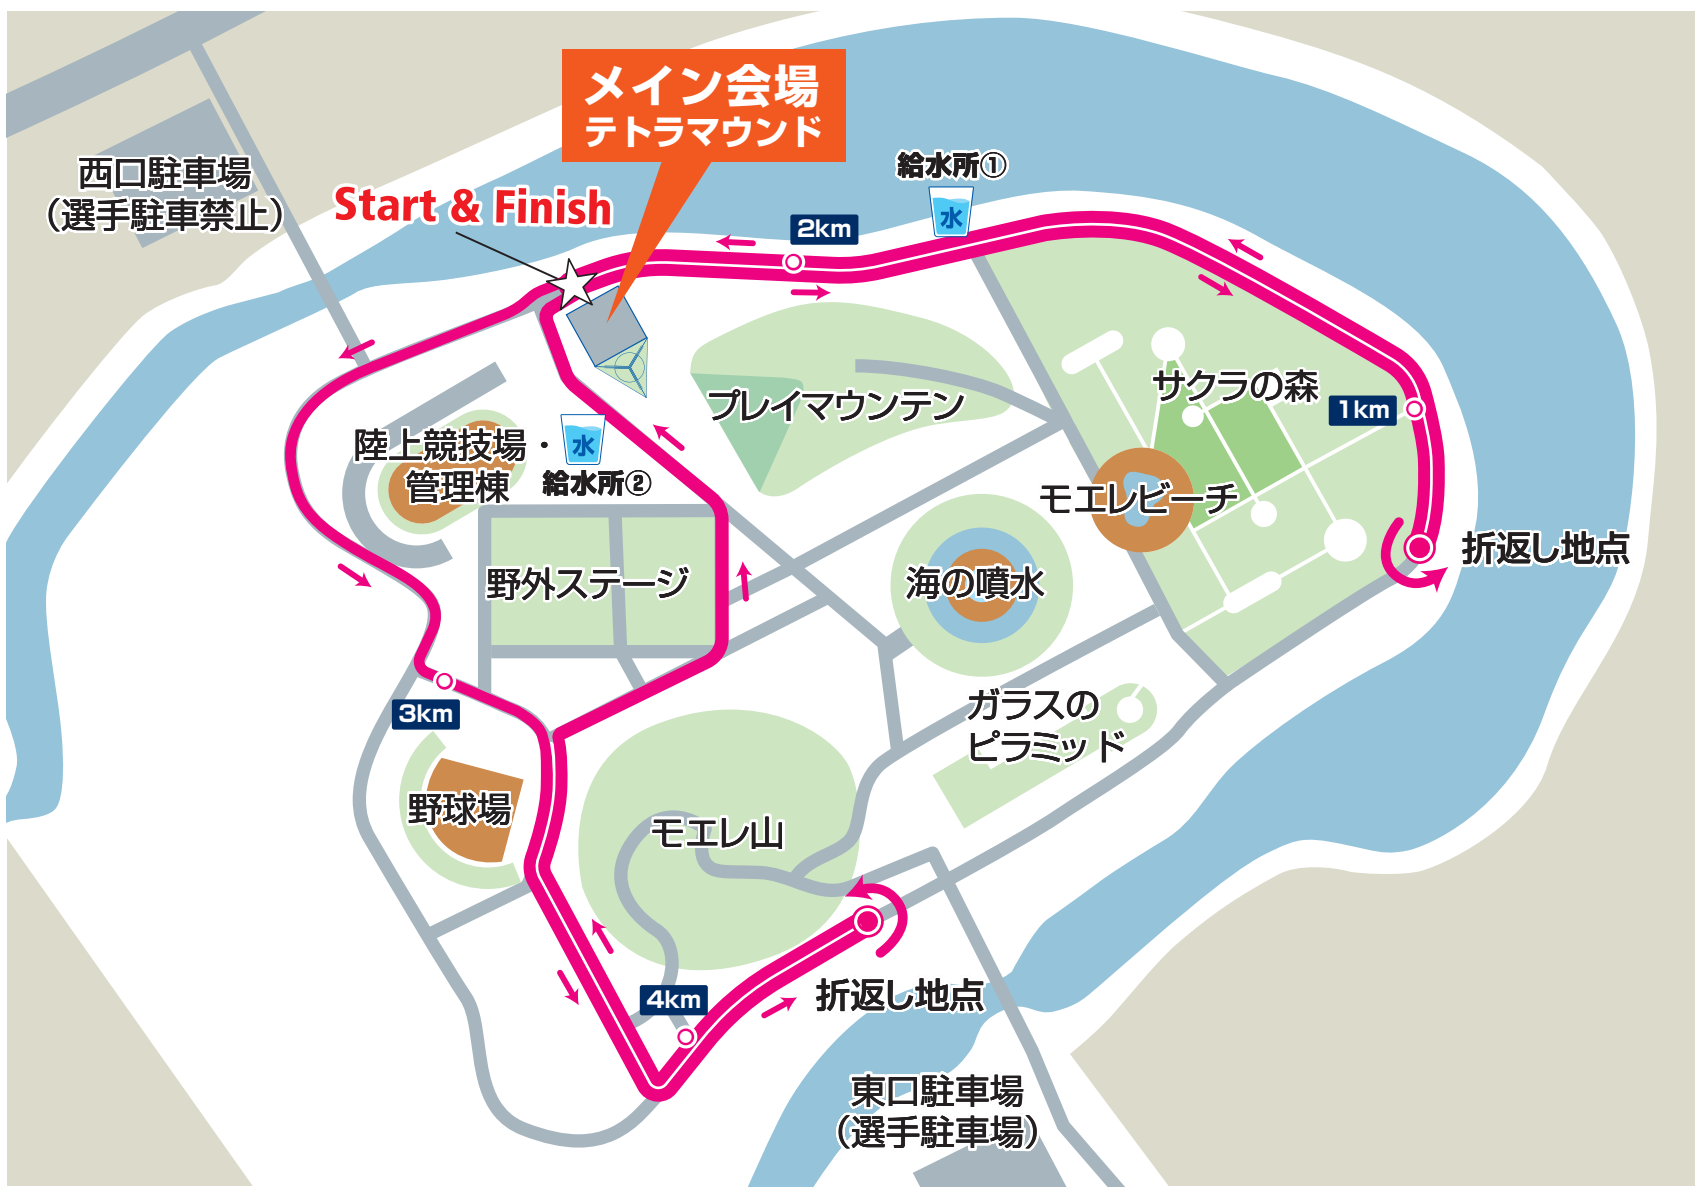 メイン会場
テトラマウンド
給水所①
水
西口駐車場
（選手駐車禁止）
Start & Finish
2km
サクラの森
1km
プレイマウンテン
陸上競技場・
管理棟
水
給水所②
モエレビーチ
折返し地点
野外ステージ
海の噴水
3km
ガラスの
ピラミッド
野球場
モエレ山
4km
折返し地点
東口駐車場
（選手駐車場）